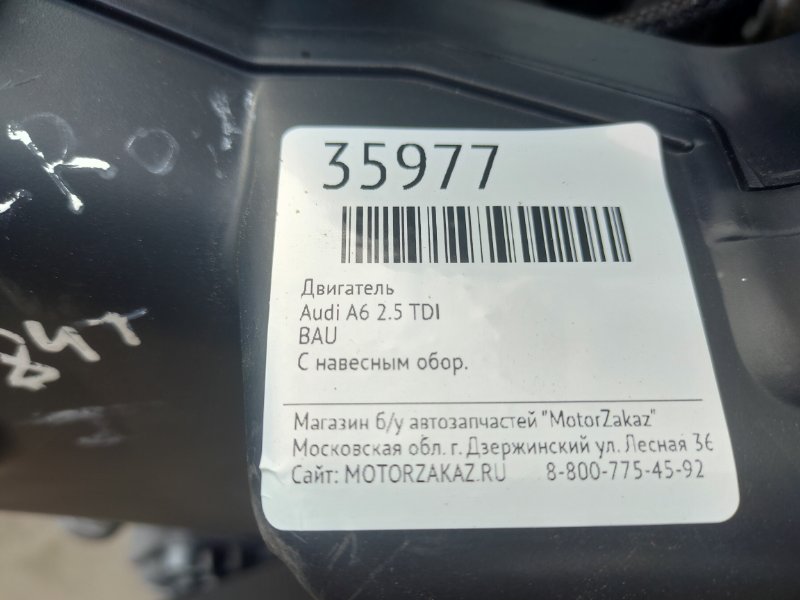 35977
Двигатель
Audi A6 2.5 TDI
BAU
С навесным обор.
Магазин б/у автозапчастей "MotorZakaz"
Московская обл. г. Дзержинский ул. Лесная 36
Сайт: MOTORZAKAZ.RU 8-800-775-45-92